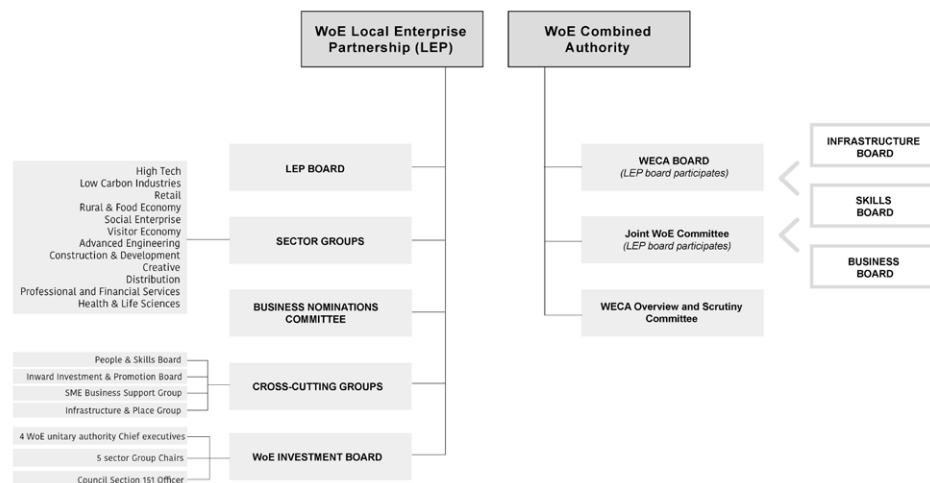 WoE Local Enterprise
Partnership (LEP)
WoE Combined
Authority
LEP BOARD
SECTOR GROUPS
High Tech
Low Carbon Industries
Retail
Rural & Food Economy
Social Enterprise
Visitor Economy
Advanced Engineering
Construction & Development
Creative
Distribution
Professional and Financial Services
Health & Life Sciences
BUSINESS NOMINATIONS
COMMITTEE
CROSS-CUTTING GROUPS
People & Skills Board
Inward Investment & Promotion Board
SME Business Support Group
Infrastructure & Place Group
WoE INVESTMENT BOARD
4 WoE unitary authority Chief executives
5 sector Group Chairs
Council Section 151 Officer
WECA BOARD
(LEP board participates)
Joint WoE Committee
(LEP board participates)
WECA Overview and Scrutiny
Committee
INFRASTRUCTURE
BOARD
SKILLS
BOARD
BUSINESS
BOARD